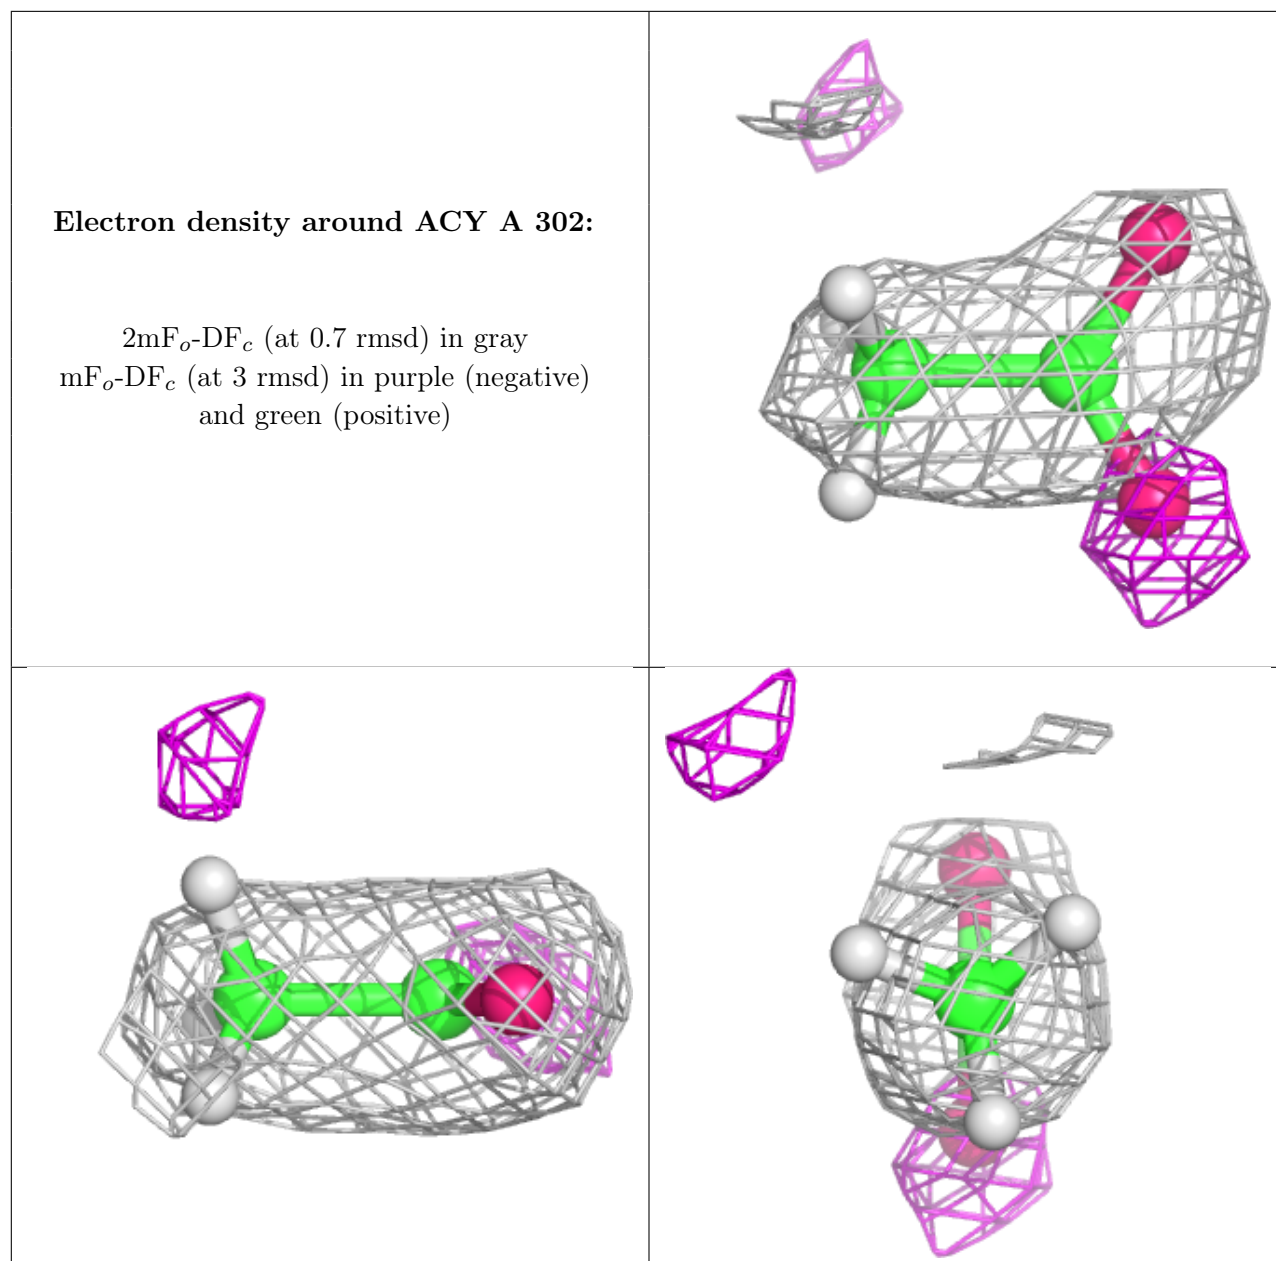 Electron density around ACY A 302:
2mFo-DFc (at 0.7 rmsd) in gray
mFo-DFc (at 3 rmsd) in purple (negative)
and green (positive)